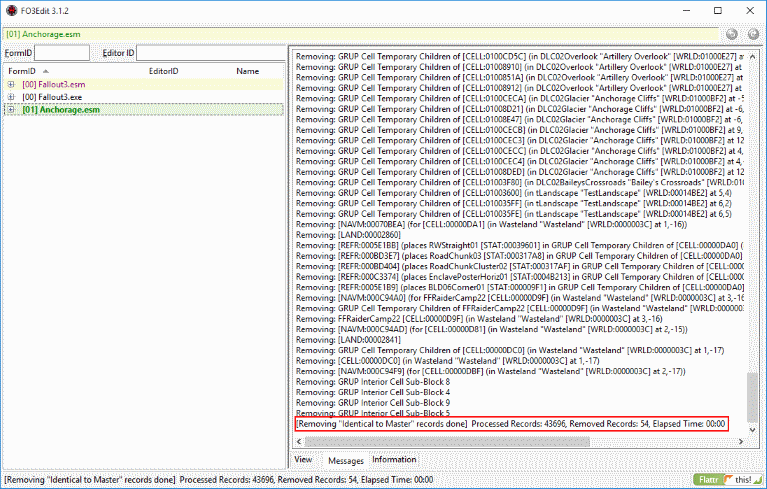 FO3Edit 3.1.2
[01] Anchorage.esm
FormID
Editor ID
FormID EditorID Name
[00] Fallout3.esm
[00] Fallout3.exe
[01] Anchorage.esm
Removing: GRUP Cell Temporary Children of [CELL:0100CD5C] (in DLC02Overlook "Artillery Overlook" [WRLD:01000E27] at
Removing: GRUP Cell Temporary Children of [CELL:01008910] (in DLC02Overlook "Artillery Overlook" [WRLD:01000E27] at
Removing: GRUP Cell Temporary Children of [CELL:0100851A] (in DLC02Overlook "Artillery Overlook" [WRLD:01000E27] at
Removing: GRUP Cell Temporary Children of [CELL:01008912] (in DLC02Overlook "Artillery Overlook" [WRLD:01000E27] at
Removing: GRUP Cell Temporary Children of [CELL:0100CECA] (in DLC02Glacier "Anchorage Cliffs" [WRLD:01000BF2] at -5
Removing: GRUP Cell Temporary Children of [CELL:01008D21] (in DLC02Glacier "Anchorage Cliffs" [WRLD:01000BF2] at -6,
Removing: GRUP Cell Temporary Children of [CELL:01008E47] (in DLC02Glacier "Anchorage Cliffs" [WRLD:01000BF2] at -6,
Removing: GRUP Cell Temporary Children of [CELL:0100CECB] (in DLC02Glacier "Anchorage Cliffs" [WRLD:01000BF2] at 9,
Removing: GRUP Cell Temporary Children of [CELL:0100CEC3] (in DLC02Glacier "Anchorage Cliffs" [WRLD:01000BF2] at 12
Removing: GRUP Cell Temporary Children of [CELL:0100CECC] (in DLC02Glacier "Anchorage Cliffs" [WRLD:01000BF2] at 4,
Removing: GRUP Cell Temporary Children of [CELL:0100CEC4] (in DLC02Glacier "Anchorage Cliffs" [WRLD:01000BF2] at 4,-
Removing: GRUP Cell Temporary Children of [CELL:01008DED] (in DLC02Glacier "Anchorage Cliffs" [WRLD:01000BF2] at 12
Removing: GRUP Cell Temporary Children of [CELL:01003F80] (in DLC02BaileysCrossroads "Bailey's Crossroads" [WRLD:010
Removing: GRUP Cell Temporary Children of [CELL:01003600] (in tLandscape "TestLandscape" [WRLD:00014BE2] at 5,4)
Removing: GRUP Cell Temporary Children of [CELL:010035FF] (in tLandscape "TestLandscape" [WRLD:00014BE2] at 6,2)
Removing: GRUP Cell Temporary Children of [CELL:010035FE] (in tLandscape "TestLandscape" [WRLD:00014BE2] at 6,5)
Removing: [NAVM:00070BEA] (for [CELL:00000DA1] (in Wasteland "Wasteland" [WRLD:0000003C] at 1,-16))
Removing: [LAND:00002860]
Removing: [REFR:0005E1BB] (places RWStraight01 [STAT:00039601] in GRUP Cell Temporary Children of [CELL:00000DA0] (
Removing: [REFR:000BD3E7] (places RoadChunk03 [STAT:000317A8] in GRUP Cell Temporary Children of [CELL:00000DA0]
Removing: [REFR:000BD404] (places RoadChunkCluster02 [STAT:000317AF] in GRUP Cell Temporary Children of [CELL:00000
Removing: [REFR:000C3374] (places EnclavePosterHoriz01 [STAT:0004B213] in GRUP Cell Temporary Children of [CELL:0000
Removing: [REFR:0005E1B9] (places BLD06Corner01 [STAT:000009F1] in GRUP Cell Temporary Children of [CELL:00000DA0]
Removing: [NAVM:000C94A0] (for FFRaiderCamp22 [CELL:00000D9F] (in Wasteland "Wasteland" [WRLD:0000003C] at 3,-16
Removing: GRUP Cell Temporary Children of FFRaiderCamp22 [CELL:00000D9F] (in Wasteland "Wasteland" [WRLD:0000003
Removing: FFRaiderCamp22 [CELL:00000D9F] (in Wasteland "Wasteland" [WRLD:0000003C] at 3,-16)
Removing: [NAVM:000C94AD] (for [CELL:00000D81] (in Wasteland "Wasteland" [WRLD:0000003C] at 2,-15))
Removing: [LAND:00002841]
Removing: GRUP Cell Temporary Children of [CELL:00000DC0] (in Wasteland "Wasteland" [WRLD:0000003C] at 1,-17)
Removing: [CELL:00000DC0] (in Wasteland "Wasteland" [WRLD:0000003C] at 1,-17)
Removing: [NAVM:000C94F9] (for [CELL:00000DBF] (in Wasteland "Wasteland" [WRLD:0000003C] at 2,-17))
Removing: GRUP Interior Cell Sub-Block 8
Removing: GRUP Interior Cell Sub-Block 4
Removing: GRUP Interior Cell Sub-Block 9
Removing: GRUP Interior Cell Sub-Block 5
[Removing "Identical to Master" records done] Processed Records: 43696, Removed Records: 54, Elapsed Time: 00:00
View Messages Information
[Removing "Identical to Master" records done] Processed Records: 43696, Removed Records: 54, Elapsed Time: 00:00
Flattr this!